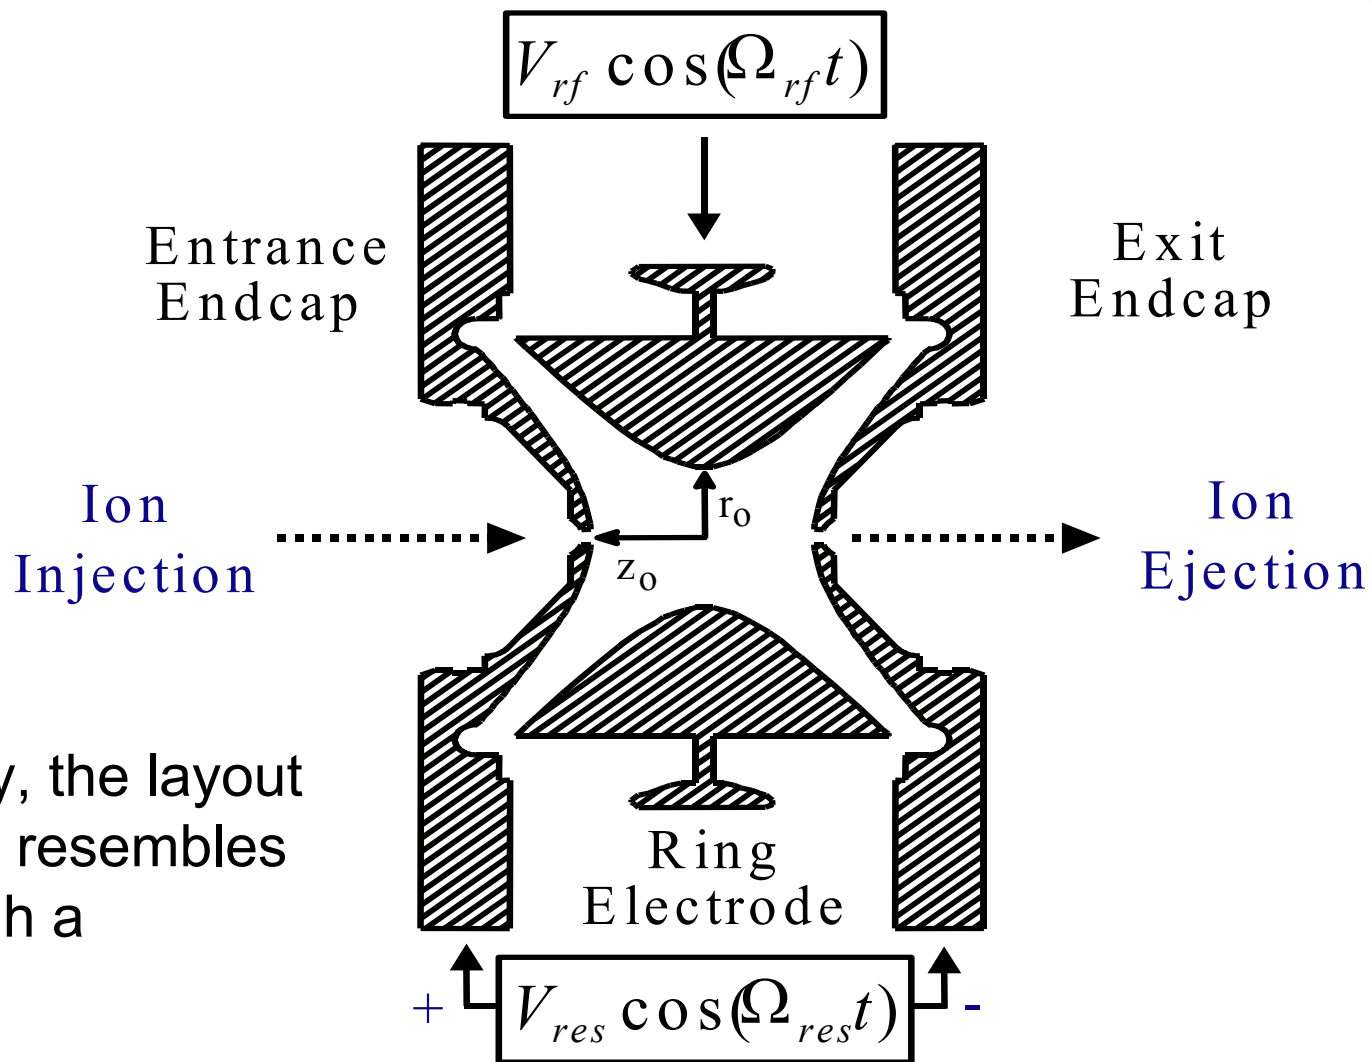 V_rf cos(Ω_rf t)
Entrance
Endcap
Exit
Endcap
r_o
z_o
Ion
Injection
Ion
Ejection
y, the layout
resembles
h a
Ring
Electrode
+ V_res cos(Ω_res t) -